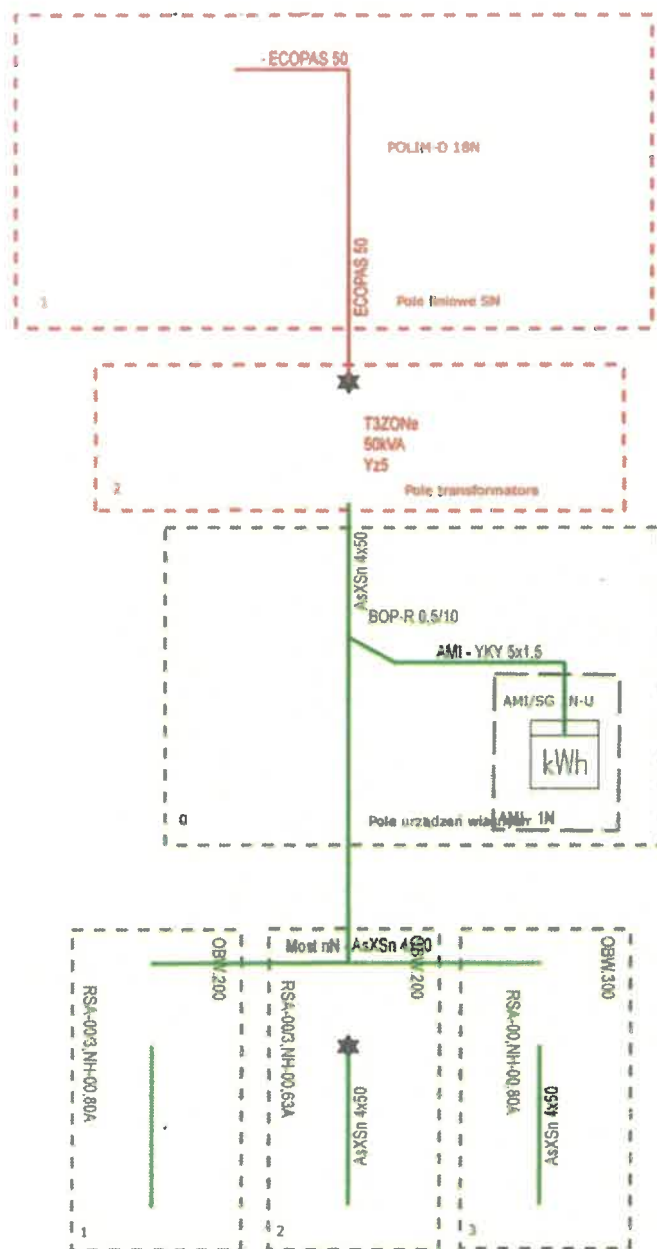 - ECOPAS 50
POLIM-D 18N
ECOPAS 50
1
Pole liniowe SN
T3ZONe
50kVA
Yz5
2
Pole transformatora
AsXSn 4x50
BOP-R 0,5/10
AMI - YKY 5x1.5
AMI/SG N-U
kWh
0
Pole urządzeń
AMI 1N
Most nN - AsXSn
OBW.200
OBW.200
OBW.300
RSA-00/3,NH-00,80A
RSA-00/3,NH-00,63A
RSA-00,NH-00,80A
AsXSn 4x50
AsXSn 4x50
1
2
3